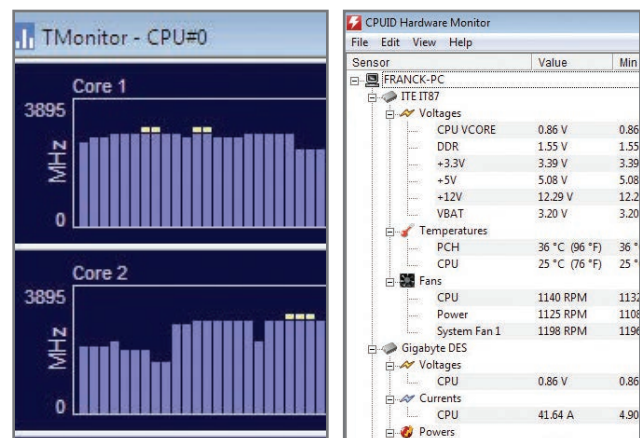 TMonitor - CPU#0
Core 1
3895
MHz
0
Core 2
3895
MHz
0
CPUID Hardware Monitor
File Edit View Help
Sensor Value Min
FRANCK-PC
ITE IT87
Voltages
CPU VCORE 0.86 V 0.86
DDR 1.55 V 1.55
+3.3V 3.39 V 3.39
+5V 5.08 V 5.08
+12V 12.29 V 12.2
VBAT 3.20 V 3.20
Temperatures
PCH 36 °C (96 °F) 36 °
CPU 25 °C (76 °F) 25 °
Fans
CPU 1140 RPM 1132
Power 1125 RPM 1108
System Fan 1 1198 RPM 1196
Gigabyte DES
Voltages
CPU 0.86 V 0.86
Currents
CPU 41.64 A 4.90
Powers